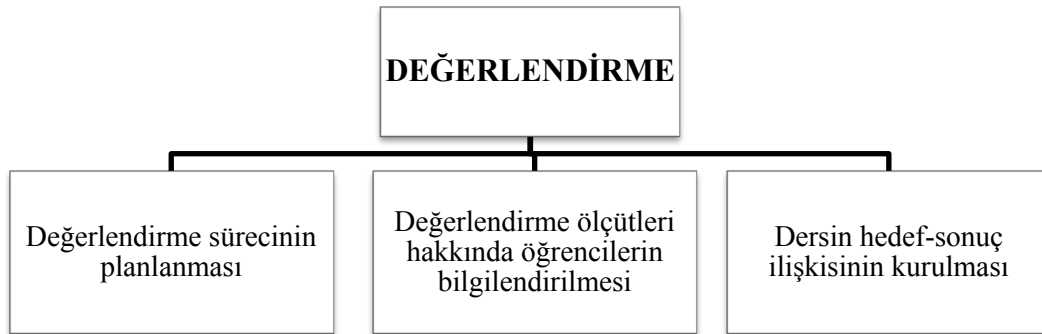 DEĞERLENDİRME
Değerlendirme sürecinin
planlanması
Değerlendirme ölçütleri
hakkında öğrencilerin
bilgilendirilmesi
Dersin hedef-sonuç
ilişkisinin kurulması